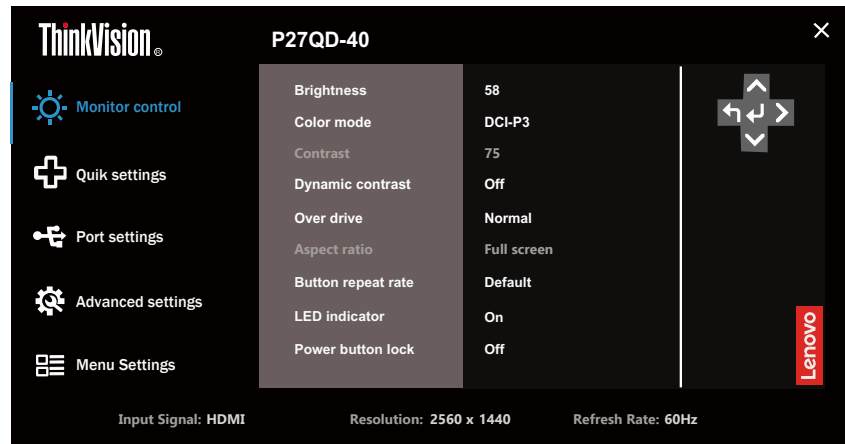 ThinkVision ®
P27QD-40
Monitor control
Quik settings
Port settings
Advanced settings
Menu Settings
Brightness 58
Color mode DCI-P3
Contrast 75
Dynamic contrast Off
Over drive Normal
Aspect ratio Full screen
Button repeat rate Default
LED indicator On
Power button lock Off
Lenovo
Input Signal: HDMI Resolution: 2560 x 1440 Refresh Rate: 60Hz